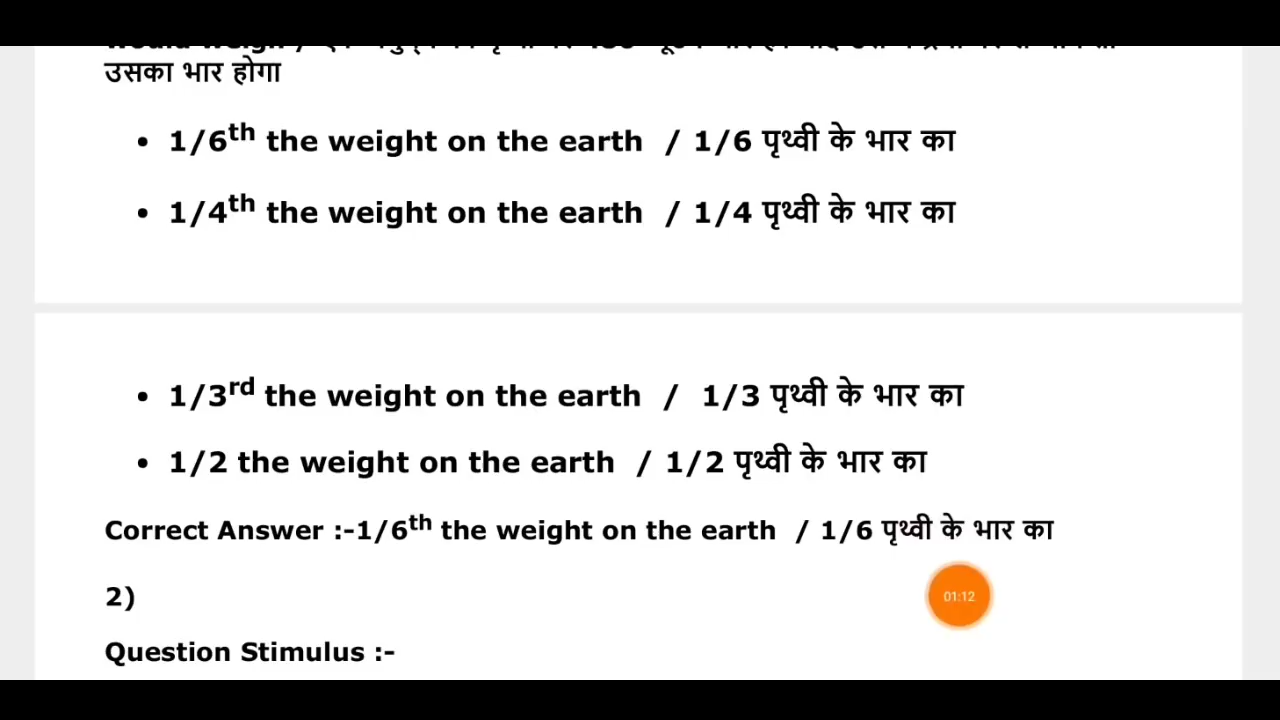 उसका भार होगा
• 1/6th the weight on the earth / 1/6 पृथ्वी के भार का
• 1/4th the weight on the earth / 1/4 पृथ्वी के भार का
• 1/3rd the weight on the earth / 1/3 पृथ्वी के भार का
• 1/2 the weight on the earth / 1/2 पृथ्वी के भार का
Correct Answer :-1/6th the weight on the earth / 1/6 पृथ्वी के भार का
2)
01:12
Question Stimulus :-